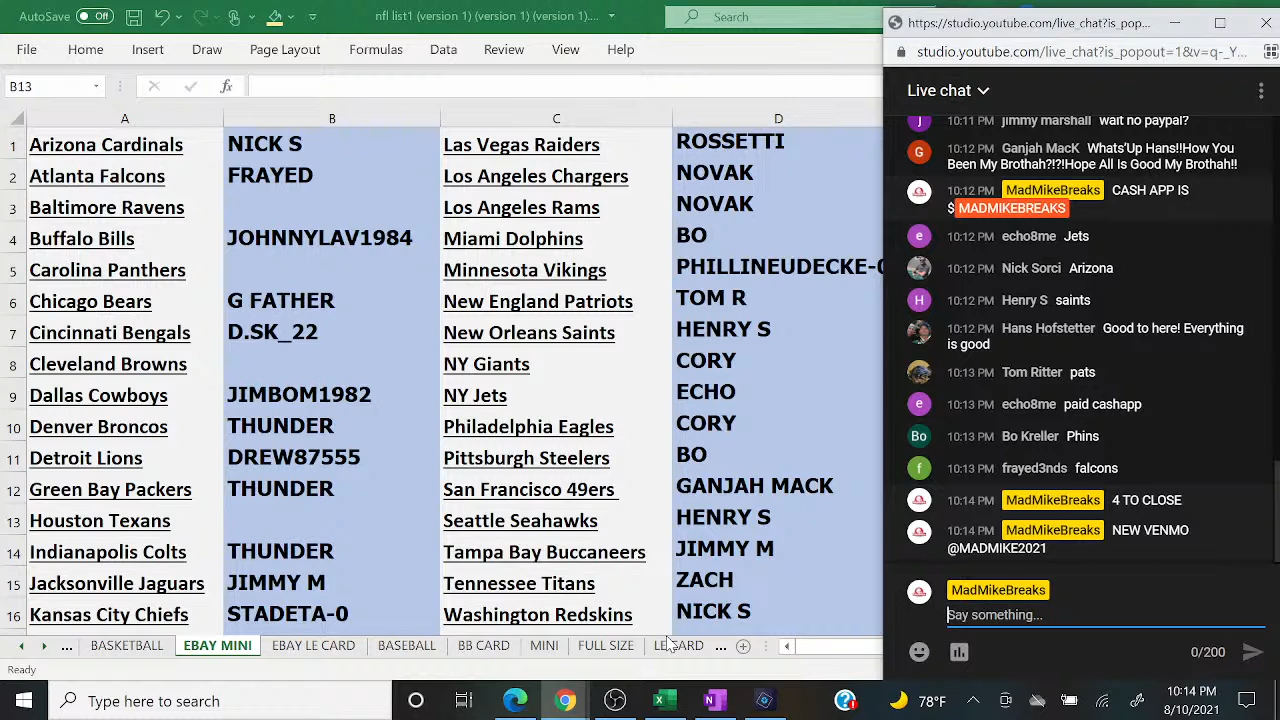 AutoSave Off
nfl list1 (version 1) (version 1) (version 1)....
Search
File Home Insert Draw Page Layout Formulas Data Review View Help
B13
fx
A B C D
1 Arizona Cardinals NICK S Las Vegas Raiders ROSSETTI
2 Atlanta Falcons FRAYED Los Angeles Chargers NOVAK
3 Baltimore Ravens Los Angeles Rams NOVAK
4 Buffalo Bills JOHNNYLAV1984 Miami Dolphins BO
5 Carolina Panthers Minnesota Vikings PHILLINEUDECKE-0
6 Chicago Bears G FATHER New England Patriots TOM R
7 Cincinnati Bengals D.SK_22 New Orleans Saints HENRY S
8 Cleveland Browns NY Giants CORY
9 Dallas Cowboys JIMBOM1982 NY Jets ECHO
10 Denver Broncos THUNDER Philadelphia Eagles CORY
11 Detroit Lions DREW87555 Pittsburgh Steelers BO
12 Green Bay Packers THUNDER San Francisco 49ers GANJAH MACK
13 Houston Texans Seattle Seahawks HENRY S
14 Indianapolis Colts THUNDER Tampa Bay Buccaneers JIMMY M
15 Jacksonville Jaguars JIMMY M Tennessee Titans ZACH
16 Kansas City Chiefs STADETA-0 Washington Redskins NICK S
... BASKETBALL EBAY MINI EBAY LE CARD BASEBALL BB CARD MINI FULL SIZE LE CARD ...
Ready
https://studio.youtube.com/live_chat?is_pop...
studio.youtube.com/live_chat?is_popout=1&v=q-_Y...
Live chat
J 10:11 PM jimmy marshall wait no paypal?
G 10:12 PM Ganjah MacK Whats'Up Hans!!How You
Been My Brothah?!?!Hope All Is Good My Brothah!!
10:12 PM MadMikeBreaks CASH APP IS
$MADMIKEBREAKS
e 10:12 PM echo8me Jets
10:12 PM Nick Sorci Arizona
H 10:12 PM Henry S saints
10:12 PM Hans Hofstetter Good to here! Everything
is good
10:13 PM Tom Ritter pats
e 10:13 PM echo8me paid cashapp
Bo 10:13 PM Bo Kreller Phins
f 10:13 PM frayed3nds falcons
10:14 PM MadMikeBreaks 4 TO CLOSE
10:14 PM MadMikeBreaks NEW VENMO
@MADMIKE2021
MadMikeBreaks
Say something...
0/200
Type here to search
78°F
10:14 PM
8/10/2021